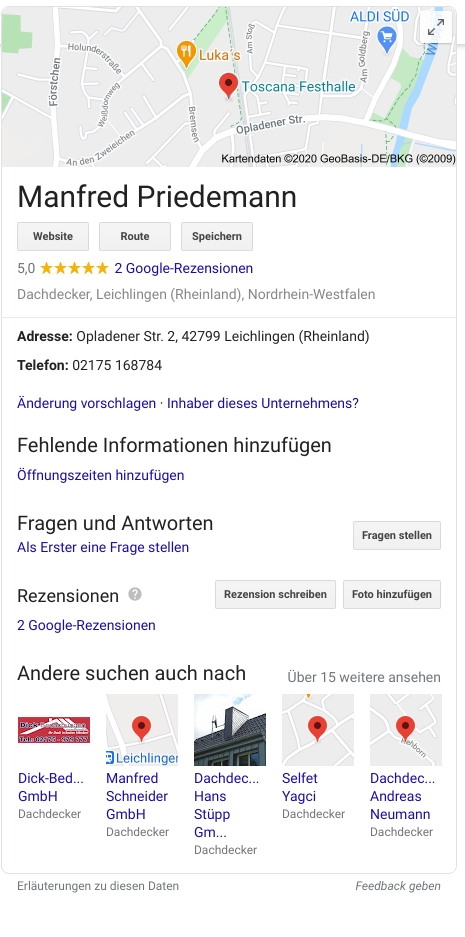 ALDI SÜD
Holunderstraße
Luka's
Am Stoß
Am Goldberg
Förstchen
Weißdornweg
Toscana Festhalle
Bremsen
Opladener Str.
An den Zweieichen
Kartendaten ©2020 GeoBasis-DE/BKG (©2009)
Manfred Priedemann
Website Route Speichern
5,0 2 Google-Rezensionen
Dachdecker, Leichlingen (Rheinland), Nordrhein-Westfalen
Adresse: Opladener Str. 2, 42799 Leichlingen (Rheinland)
Telefon: 02175 168784
Änderung vorschlagen · Inhaber dieses Unternehmens?
Fehlende Informationen hinzufügen
Öffnungszeiten hinzufügen
Fragen und Antworten
Fragen stellen
Als Erster eine Frage stellen
Rezensionen ? Rezension schreiben Foto hinzufügen
2 Google-Rezensionen
Andere suchen auch nach Über 15 weitere ansehen
Leichlingen
Dick-Bed... GmbH
Dachdecker
Manfred Schneider GmbH
Dachdecker
Dachdec... Hans Stüpp Gm...
Dachdecker
Selfet Yagci
Dachdecker
Dachdec... Andreas Neumann
Dachdecker
Erläuterungen zu diesen Daten Feedback geben